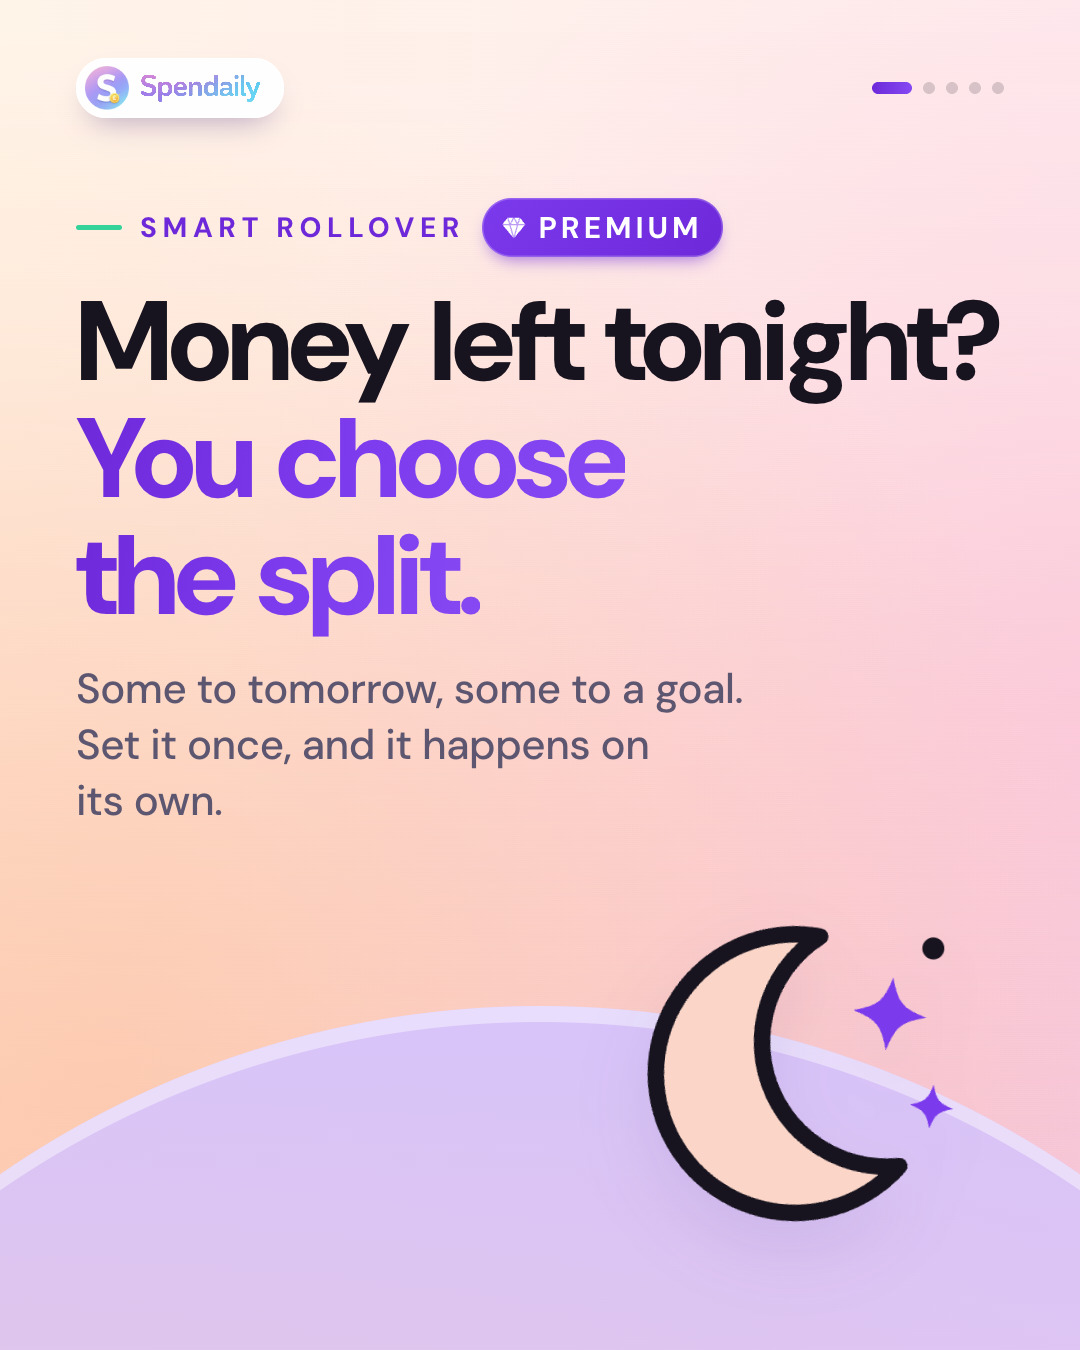 Spendaily
SMART ROLLOVER PREMIUM
Money left tonight?
You choose
the split.
Some to tomorrow, some to a goal.
Set it once, and it happens on
its own.